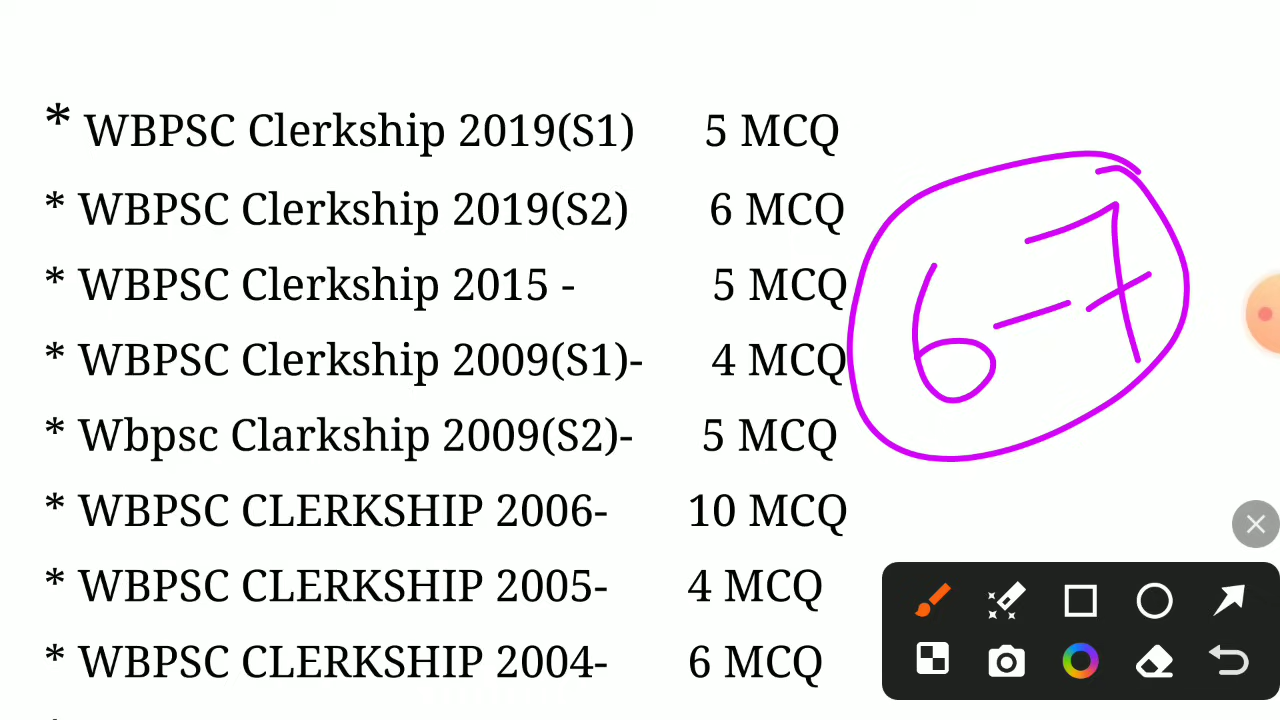 * WBPSC Clerkship 2019(S1) 5 MCQ
* WBPSC Clerkship 2019(S2) 6 MCQ
* WBPSC Clerkship 2015 - 5 MCQ
* WBPSC Clerkship 2009(S1)- 4 MCQ
* Wbpsc Clarkship 2009(S2)- 5 MCQ
* WBPSC CLERKSHIP 2006- 10 MCQ
* WBPSC CLERKSHIP 2005- 4 MCQ
* WBPSC CLERKSHIP 2004- 6 MCQ
6-7